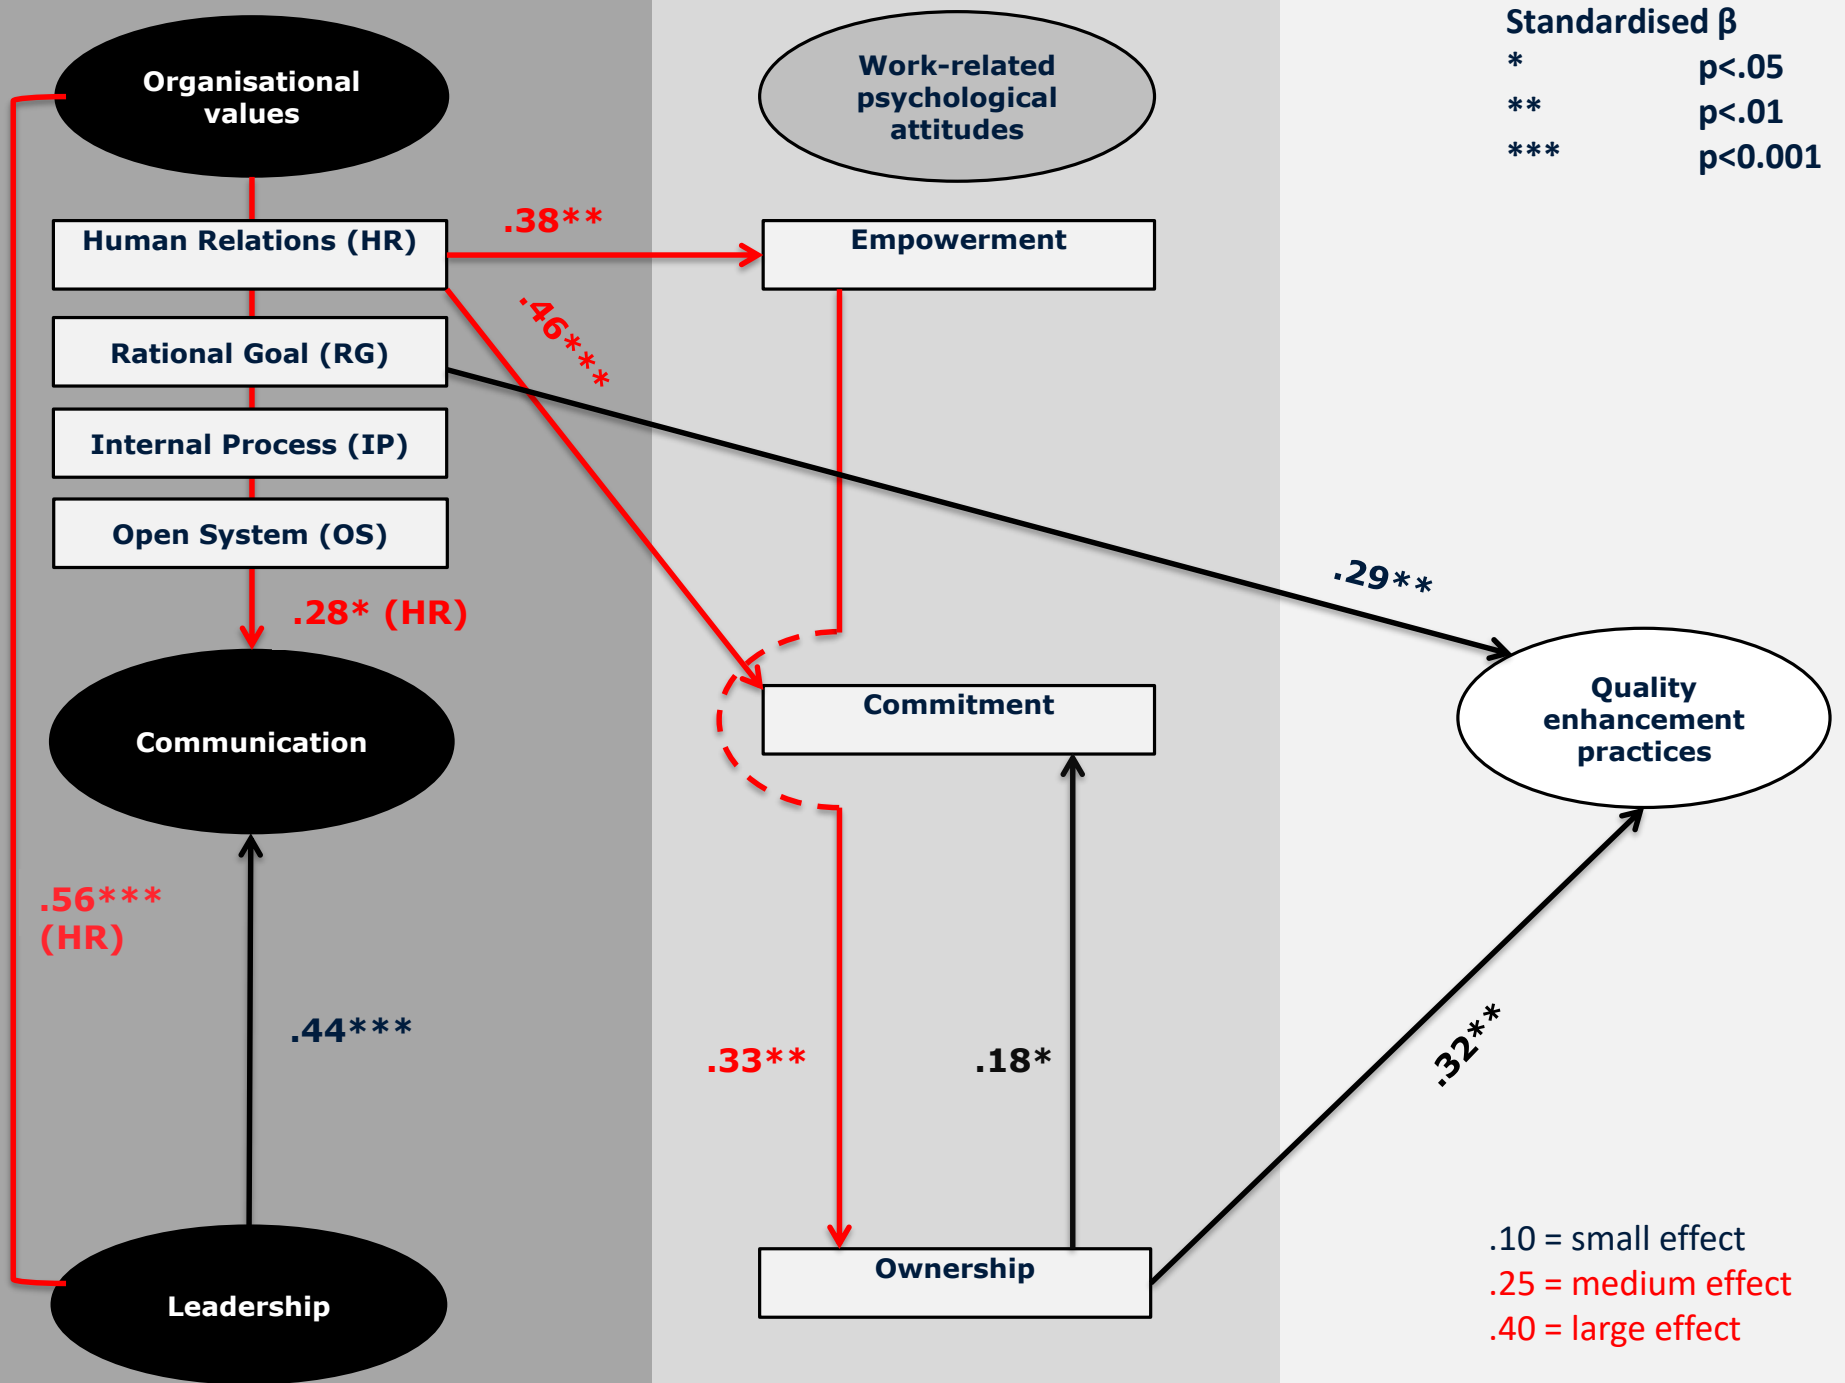 Organisational
values
Work-related
psychological
attitudes
Standardised β
* p<.05
** p<.01
*** p<0.001
Human Relations (HR)
.38**
Empowerment
.46***
Rational Goal (RG)
Internal Process (IP)
Open System (OS)
.29**
.28* (HR)
Communication
Commitment
Quality
enhancement
practices
.56***
(HR)
.44***
.33**
.18*
.32**
Leadership
Ownership
.10 = small effect
.25 = medium effect
.40 = large effect